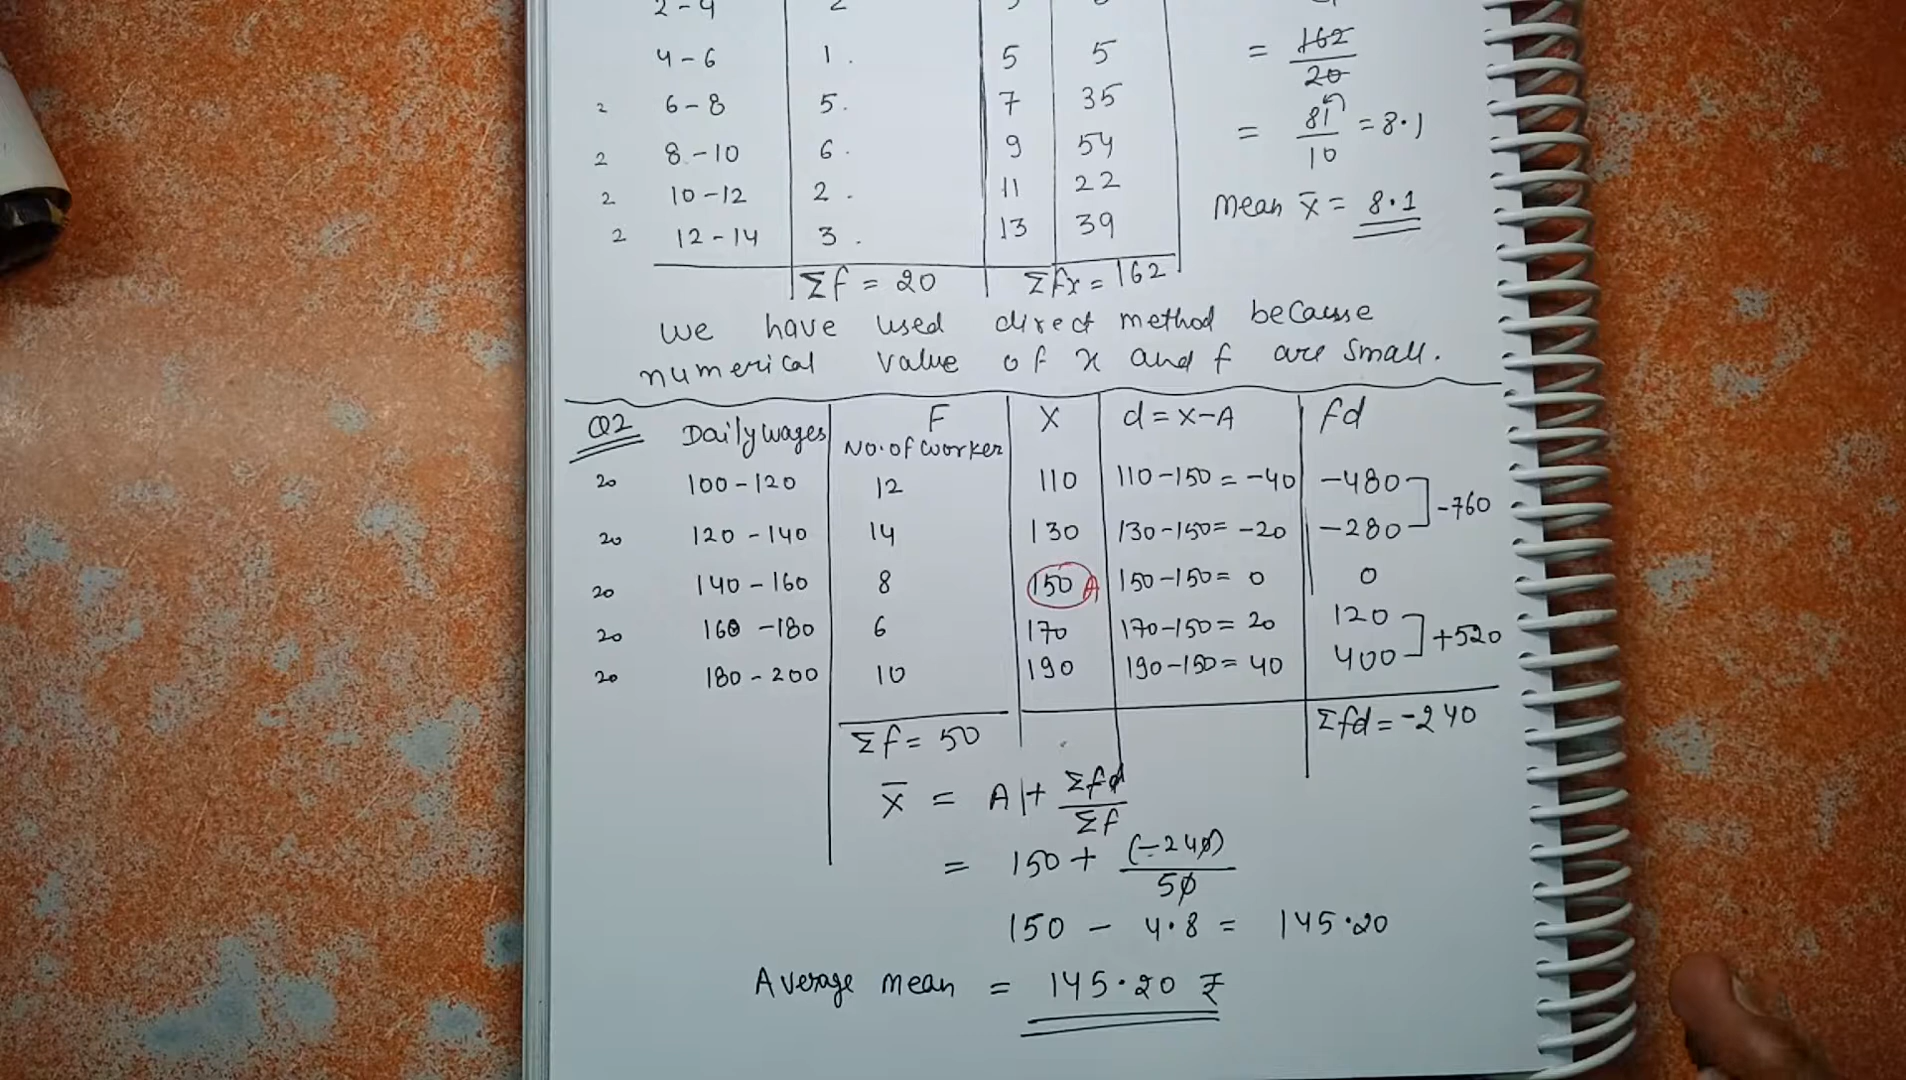 2 - 4 2
4 - 6 1. 5 5 = 162/20
2 6 - 8 5. 7 35
= 81/10 = 8.1
2 8 - 10 6. 9 54
2 10 - 12 2. 11 22
mean x̄ = 8.1
2 12 - 14 3. 13 39
Σf = 20 Σfx = 162
we have used direct method because
numerical value of x and f are small.
Q2 Daily wages F No. of worker X d = x - A fd
20 100 - 120 12 110 110 - 150 = -40 -480
-760
20 120 - 140 14 130 130 - 150 = -20 -280
20 140 - 160 8 150 A 150 - 150 = 0 0
20 160 - 180 6 170 170 - 150 = 20 120
+520
20 180 - 200 10 190 190 - 150 = 40 400
Σf = 50 Σfd = -240
x̄ = A + Σfd/Σf
= 150 + (-240)/50
150 - 4.8 = 145.20
Average mean = 145.20 ₹